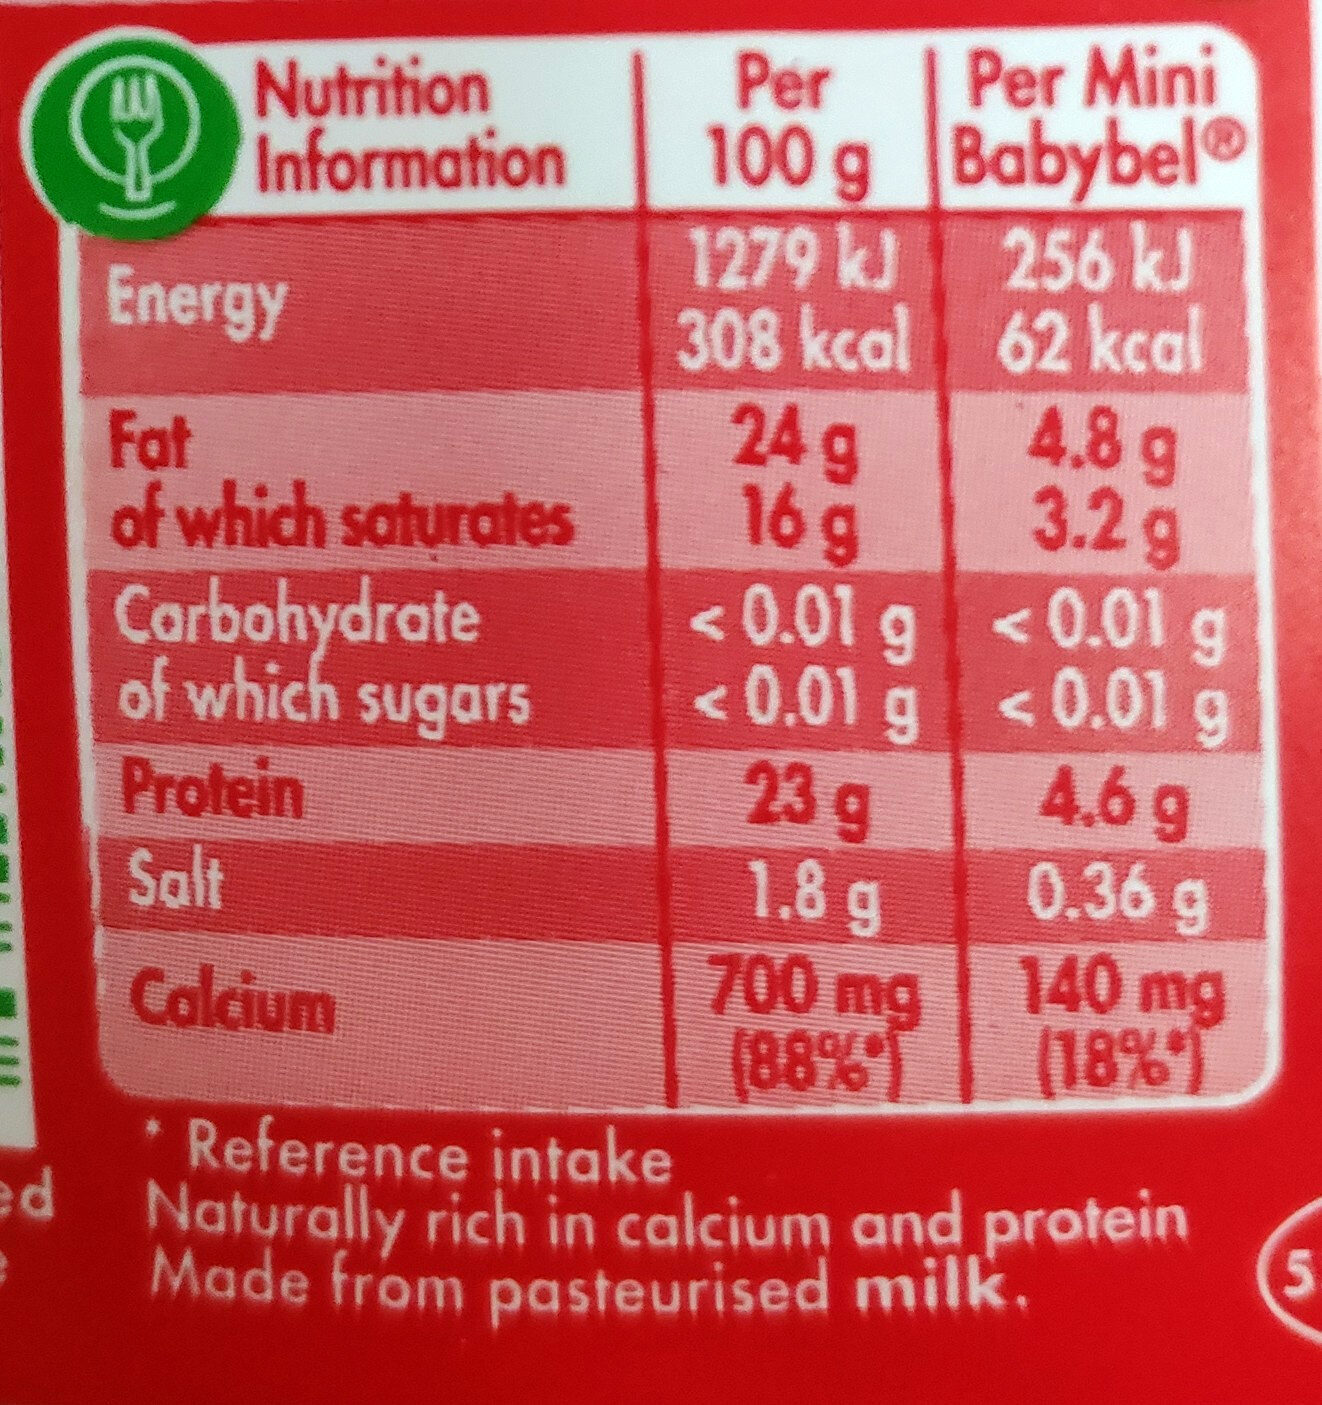 Nutrition Information | Per 100 g | Per Mini Babybel®
Energy | 1279 kJ 308 kcal | 256 kJ 62 kcal
Fat | 24 g | 4.8 g
of which saturates | 16 g | 3.2 g
Carbohydrate | < 0.01 g | < 0.01 g
of which sugars | < 0.01 g | < 0.01 g
Protein | 23 g | 4.6 g
Salt | 1.8 g | 0.36 g
Calcium | 700 mg (88%*) | 140 mg (18%*)
* Reference intake
Naturally rich in calcium and protein
Made from pasteurised milk.
ed
5